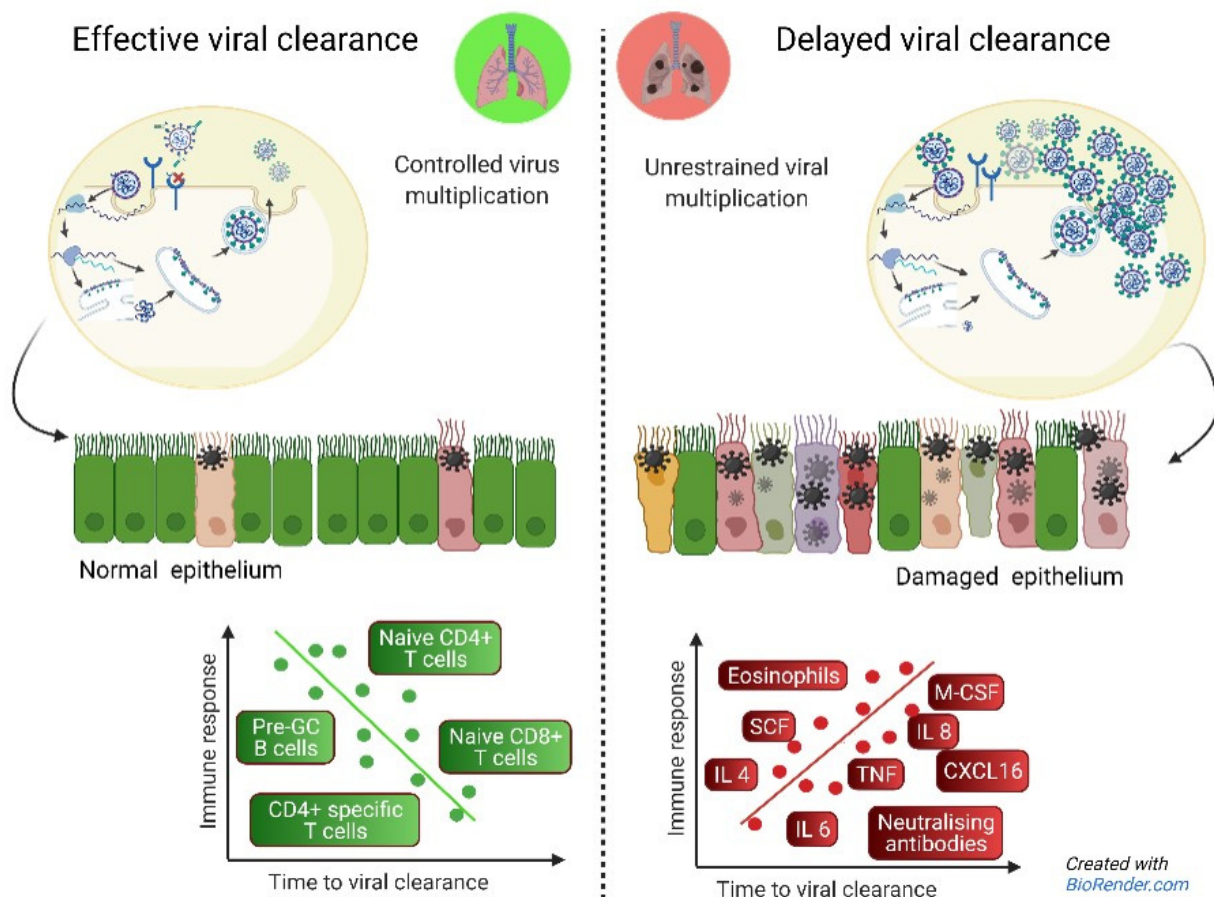 Effective viral clearance
Controlled virus
multiplication
Normal epithelium
Immune response
Naive CD4+
T cells
Pre-GC
B cells
Naive CD8+
T cells
CD4+ specific
T cells
Time to viral clearance
Delayed viral clearance
Unrestrained viral
multiplication
Damaged epithelium
Immune response
Eosinophils
M-CSF
SCF
IL 8
IL 4
TNF
CXCL16
IL 6
Neutralising
antibodies
Time to viral clearance
Created with
BioRender.com